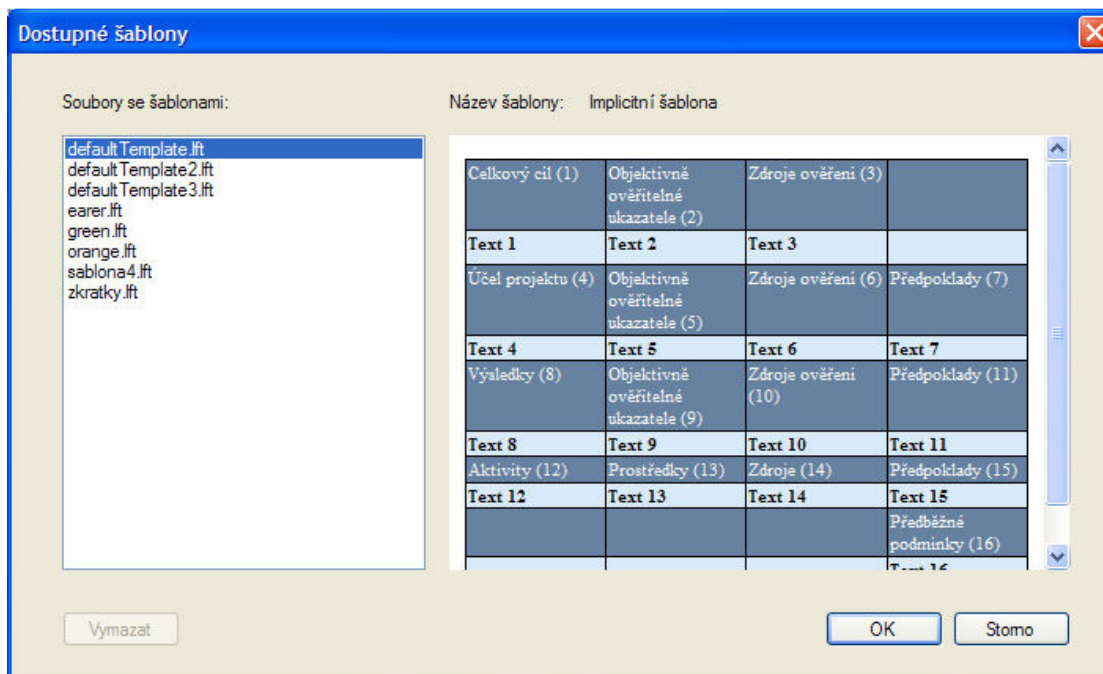 Dostupné šablony
Soubory se šablonami:
Název šablony: Implicitní šablona
defaultTemplate.lft
defaultTemplate2.lft
defaultTemplate3.lft
earer.lft
green.lft
orange.lft
sablona4.lft
zkratky.lft
Celkový cíl (1) Objektivně ověřitelné ukazatele (2) Zdroje ověření (3)
Text 1 Text 2 Text 3
Účel projektu (4) Objektivně ověřitelné ukazatele (5) Zdroje ověření (6) Předpoklady (7)
Text 4 Text 5 Text 6 Text 7
Výsledky (8) Objektivně ověřitelné ukazatele (9) Zdroje ověření (10) Předpoklady (11)
Text 8 Text 9 Text 10 Text 11
Aktivity (12) Prostředky (13) Zdroje (14) Předpoklady (15)
Text 12 Text 13 Text 14 Text 15
Předběžné podmínky (16)
Text 16
Vymazat
OK
Storno